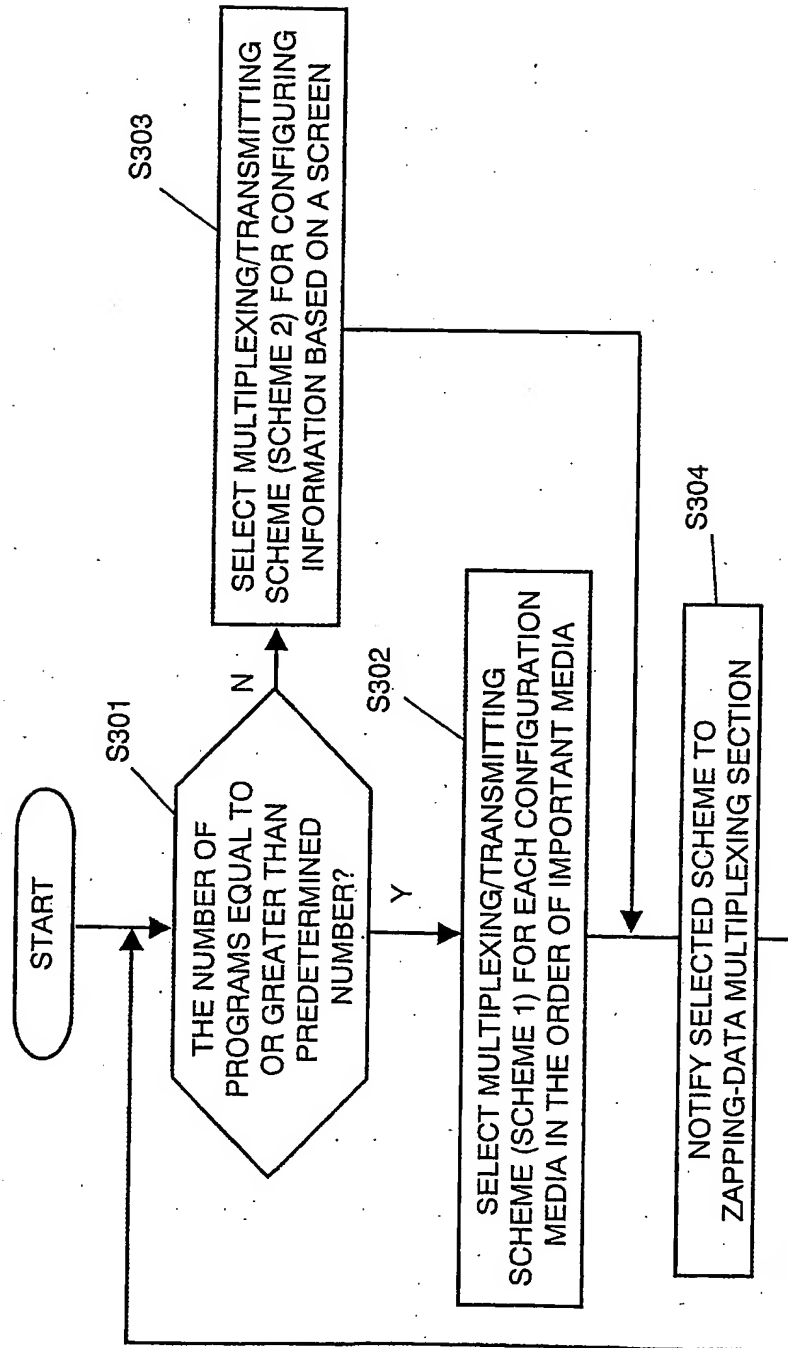 START
S301
THE NUMBER OF
PROGRAMS EQUAL TO
OR GREATER THAN
PREDETERMINED
NUMBER?
N
S303
SELECT MULTIPLEXING/TRANSMITTING
SCHEME (SCHEME 2) FOR CONFIGURING
INFORMATION BASED ON A SCREEN
Y
S302
SELECT MULTIPLEXING/TRANSMITTING
SCHEME (SCHEME 1) FOR EACH CONFIGURATION
MEDIA IN THE ORDER OF IMPORTANT MEDIA
S304
NOTIFY SELECTED SCHEME TO
ZAPPING-DATA MULTIPLEXING SECTION